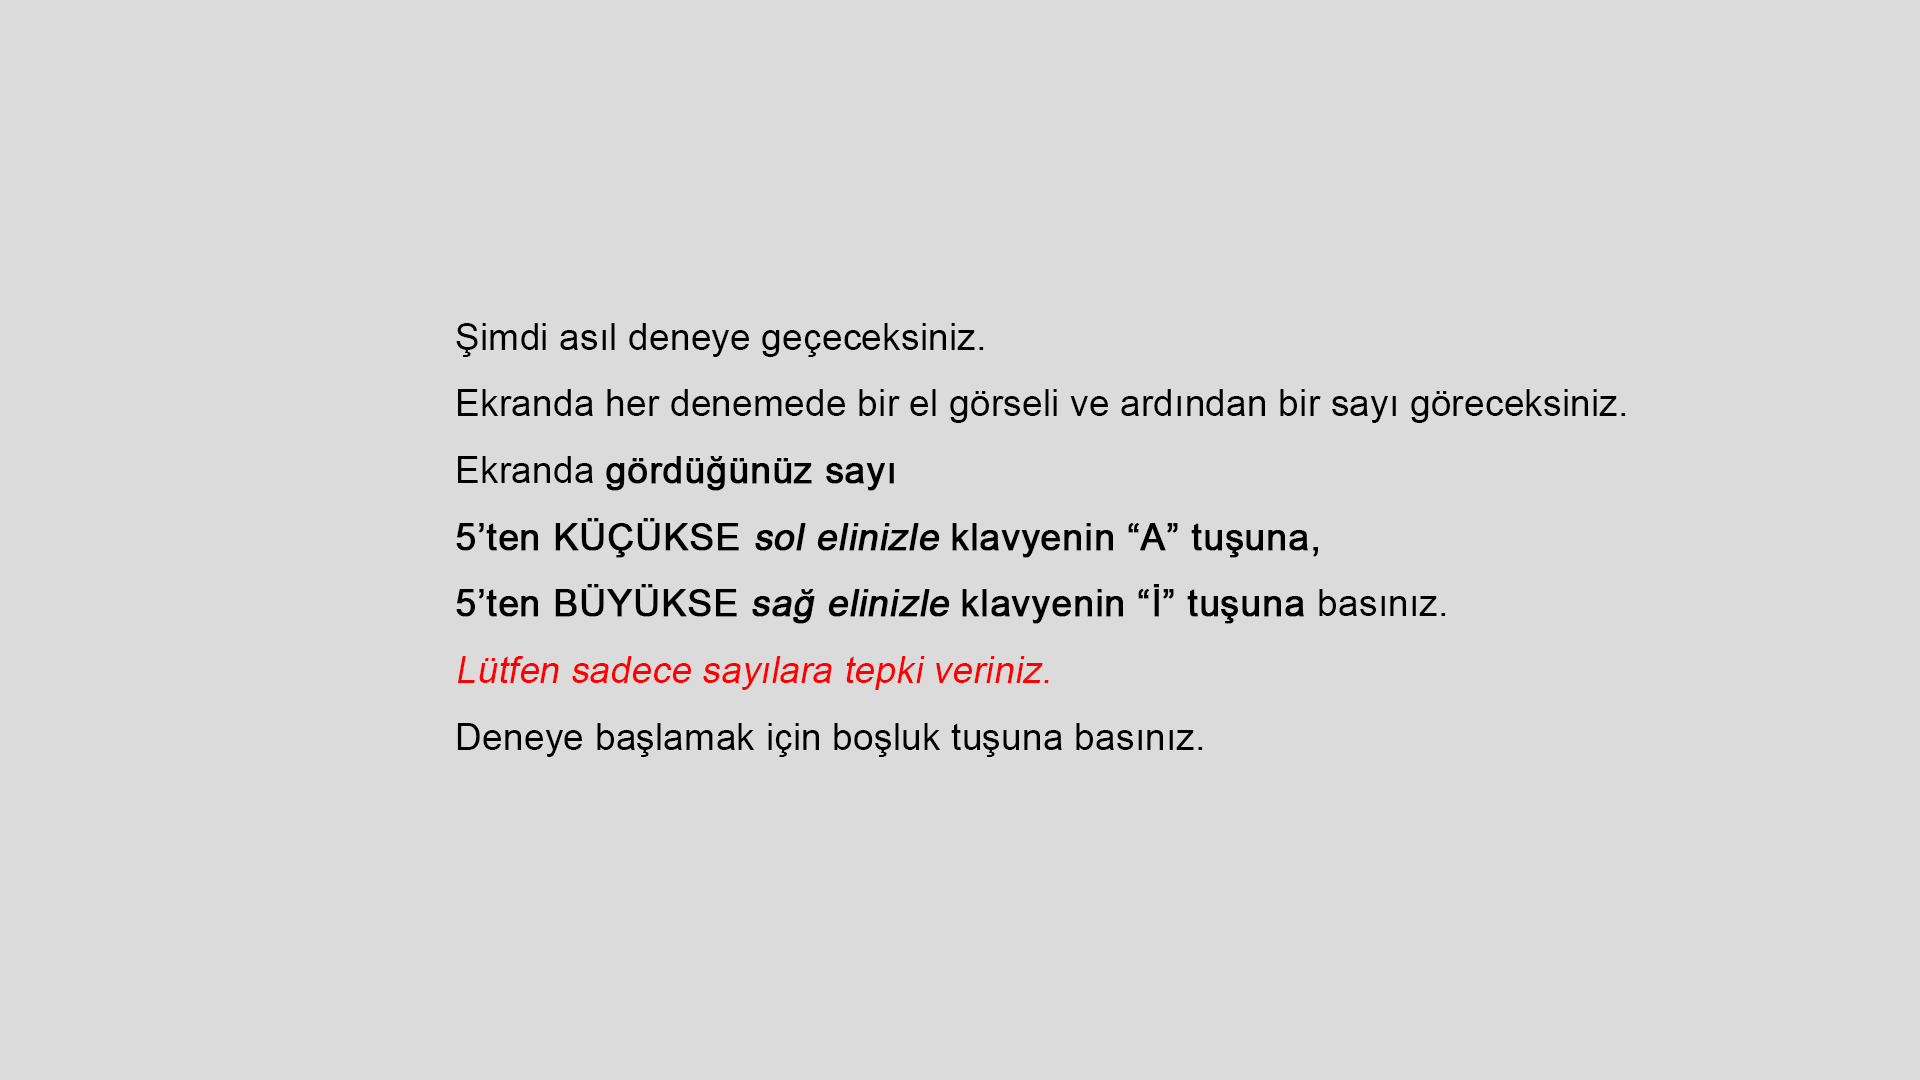 Şimdi asıl deneye geçeceksiniz.
Ekranda her denemede bir el görseli ve ardından bir sayı göreceksiniz.
Ekranda gördüğünüz sayı
5’ten KÜÇÜKSE sol elinizle klavyenin “A” tuşuna,
5’ten BÜYÜKSE sağ elinizle klavyenin “İ” tuşuna basınız.
Lütfen sadece sayılara tepki veriniz.
Deneye başlamak için boşluk tuşuna basınız.